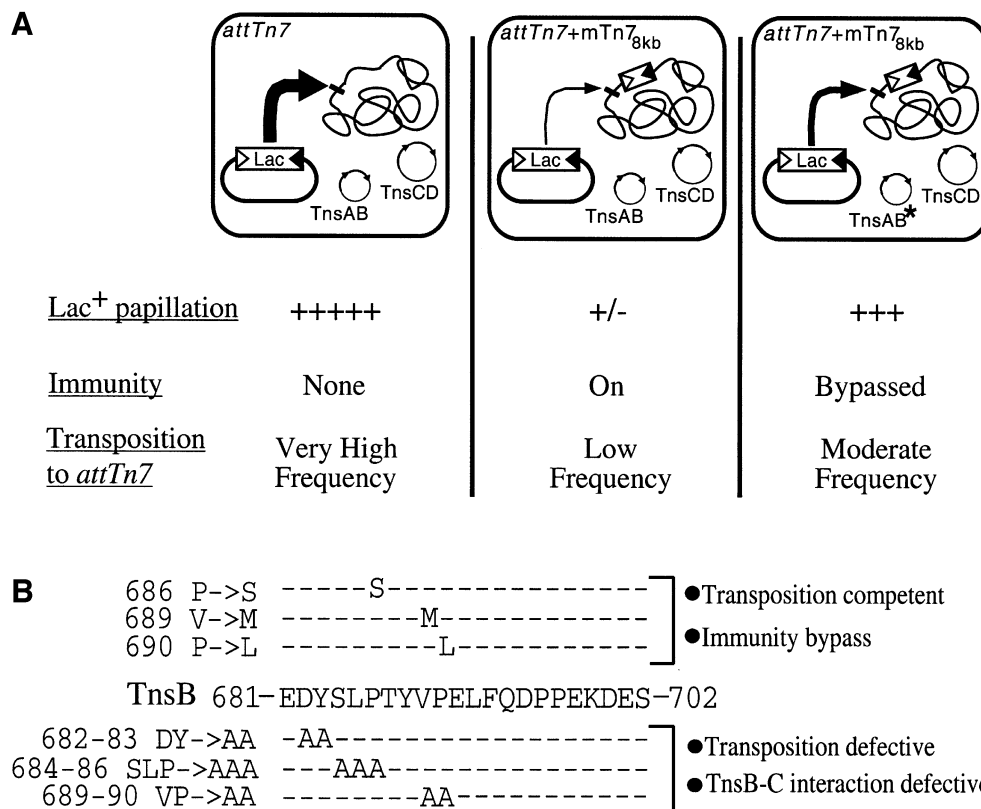 A
attTn7
attTn7+mTn7 8kb
attTn7+mTn7 8kb
Lac
TnsAB
TnsCD
Lac
TnsAB
TnsCD
Lac
TnsAB*
TnsCD
Lac+ papillation +++++ +/- +++
Immunity None On Bypassed
Transposition Very High Low Moderate
to attTn7 Frequency Frequency Frequency
B
686 P->S -----S---------------
689 V->M --------M------------
690 P->L ---------L-----------
●Transposition competent
●Immunity bypass
TnsB 681-EDYSLPTYVPELFQDPPEKDES-702
682-83 DY->AA -AA------------------
684-86 SLP->AAA ---AAA---------------
689-90 VP->AA --------AA-----------
●Transposition defective
●TnsB-C interaction defective